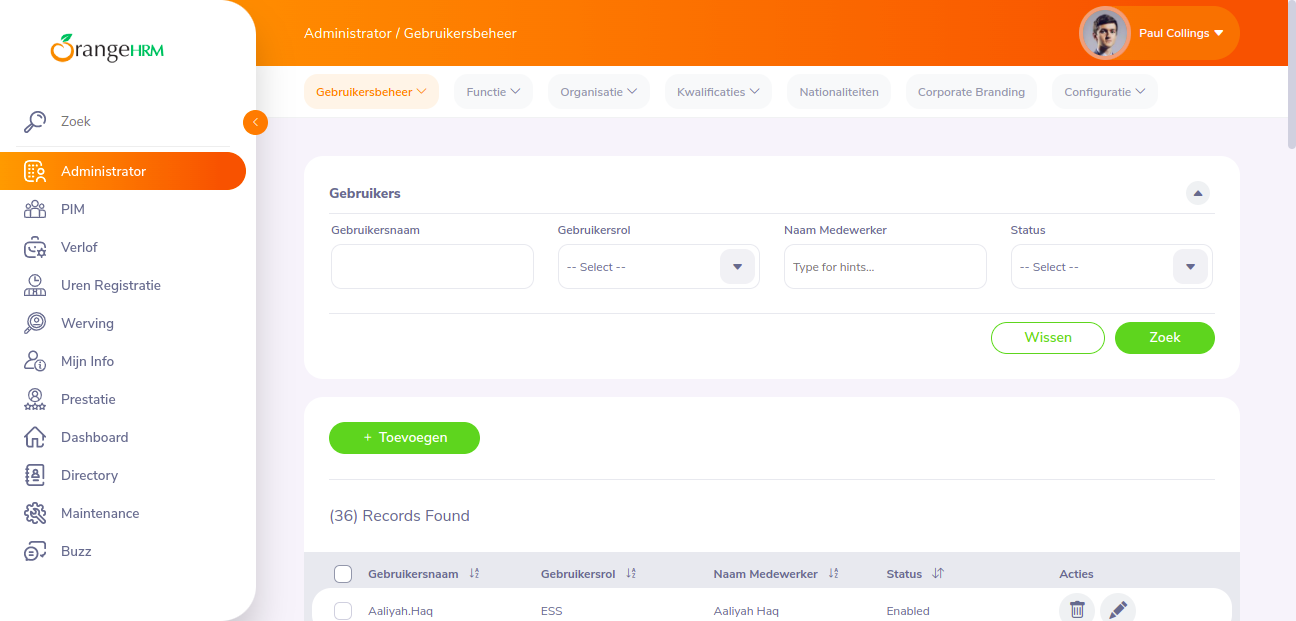 OrangeHRM
Administrator / Gebruikersbeheer
Paul Collings
Gebruikersbeheer
Functie
Organisatie
Kwalificaties
Nationaliteiten
Corporate Branding
Configuratie
Zoek
Administrator
PIM
Verlof
Uren Registratie
Werving
Mijn Info
Prestatie
Dashboard
Directory
Maintenance
Buzz
Gebruikers
Gebruikersnaam
Gebruikersrol
Naam Medewerker
Status
-- Select --
Type for hints...
-- Select --
Wissen
Zoek
+ Toevoegen
(36) Records Found
Gebruikersnaam Gebruikersrol Naam Medewerker Status Acties
Aaliyah.Haq ESS Aaliyah Haq Enabled